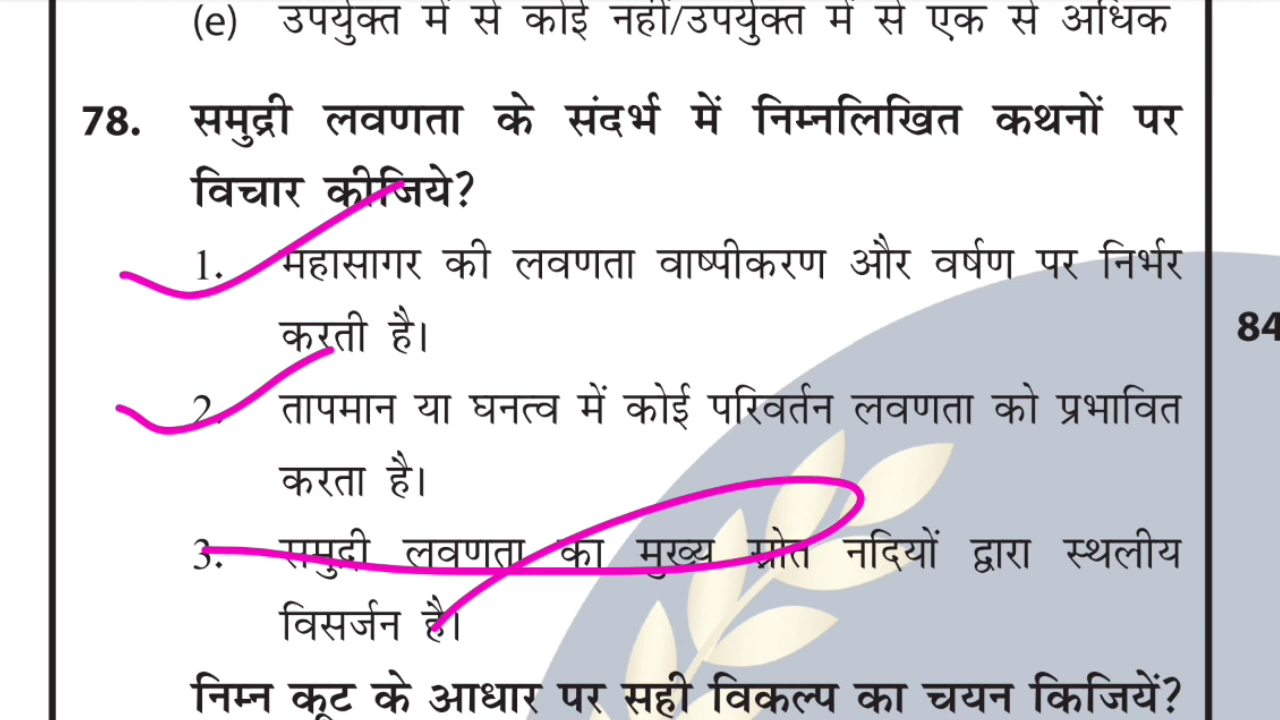 (e) उपर्युक्त में से कोई नहीं/उपर्युक्त में से एक से अधिक
78. समुद्री लवणता के संदर्भ में निम्नलिखित कथनों पर
विचार कीजिये?
1. महासागर की लवणता वाष्पीकरण और वर्षण पर निर्भर
करती है।
2. तापमान या घनत्व में कोई परिवर्तन लवणता को प्रभावित
करता है।
3. समुद्री लवणता का मुख्य स्रोत नदियों द्वारा स्थलीय
विसर्जन है।
निम्न कूट के आधार पर सही विकल्प का चयन किजियें?
84